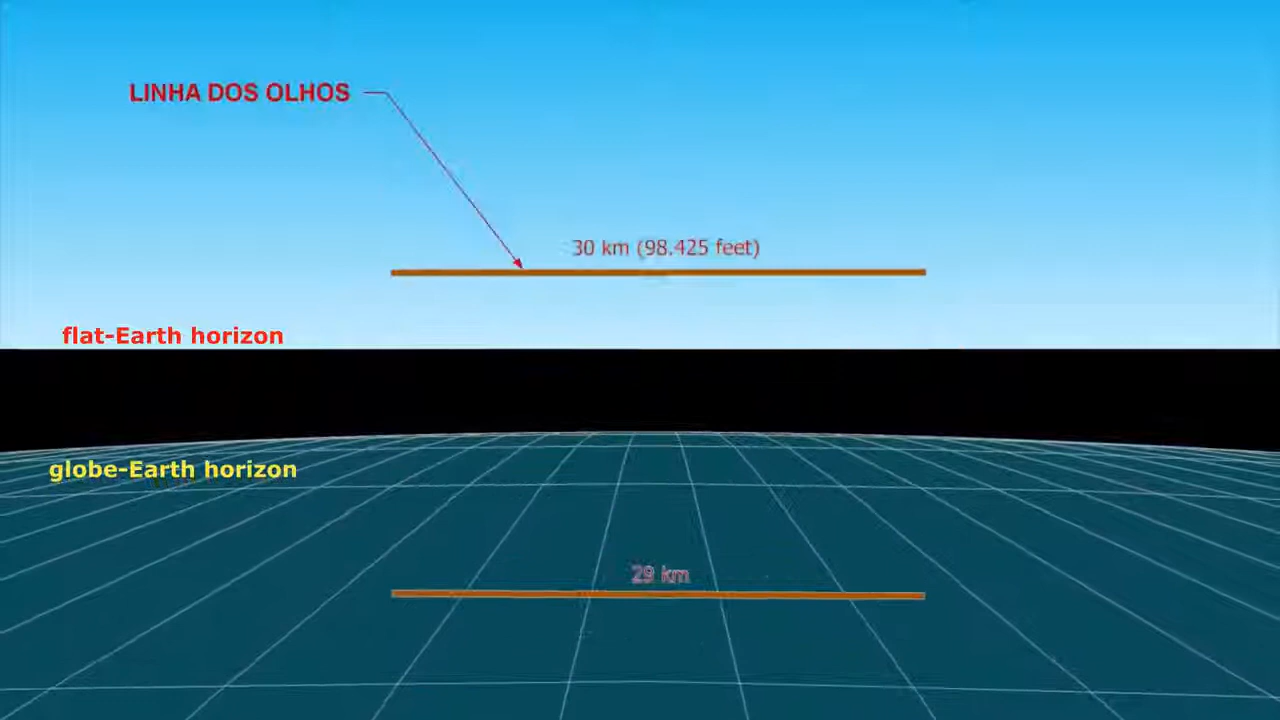 LINHA DOS OLHOS
30 km (98.425 feet)
flat-Earth horizon
globe-Earth horizon
29 km